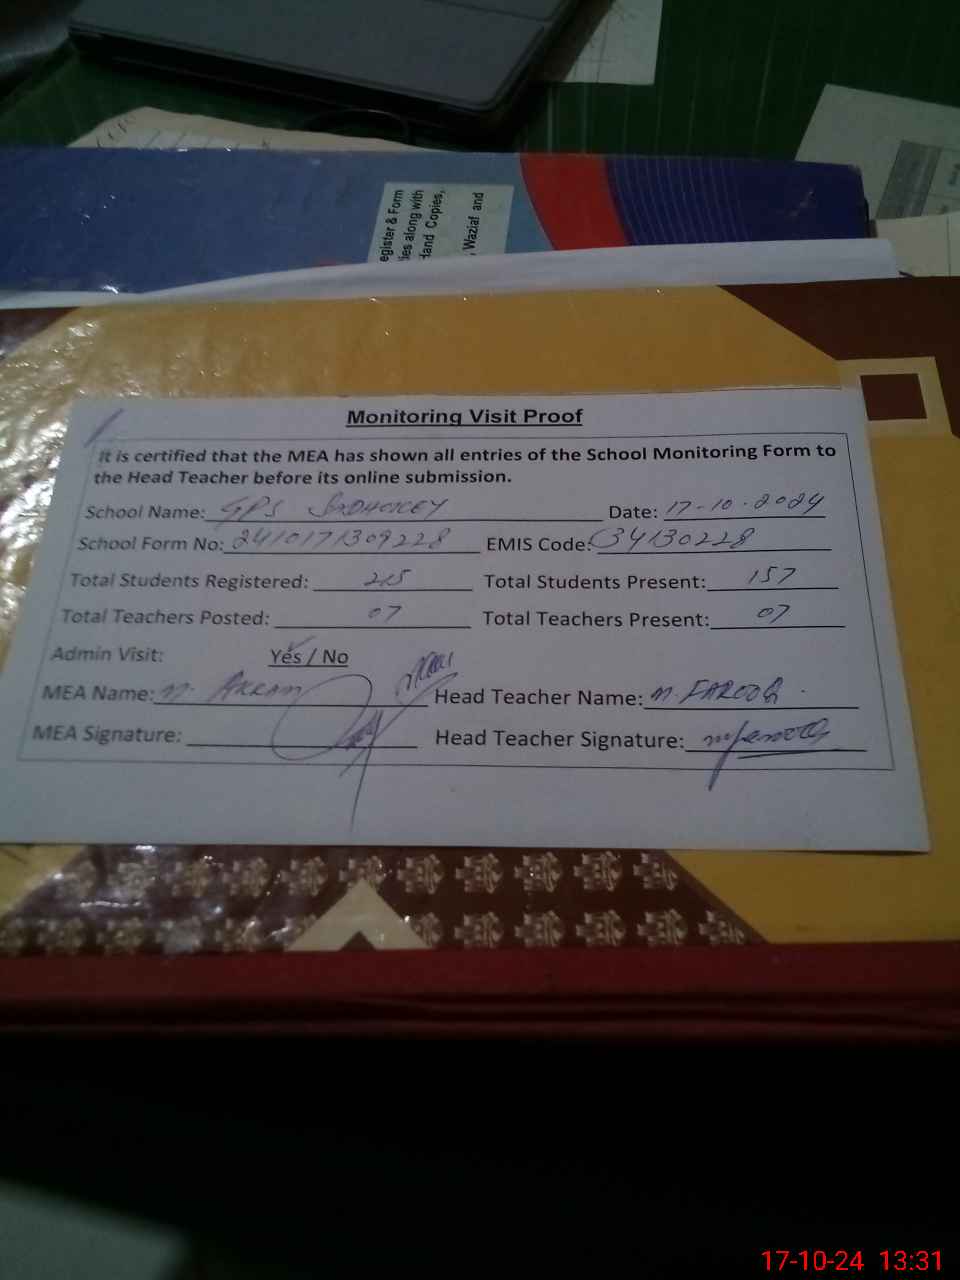 egister & Form
ies along with
Hand Copies,
, Waziaf and
Monitoring Visit Proof
It is certified that the MEA has shown all entries of the School Monitoring Form to
the Head Teacher before its online submission.
School Name: GPS Date: 17-10-2024
School Form No: 2410171309228 EMIS Code: 34130228
Total Students Registered: 215 Total Students Present: 157
Total Teachers Posted: 07 Total Teachers Present: 07
Admin Visit: Yes / No
MEA Name: M. AKRAM Head Teacher Name: M. FAROOQ.
MEA Signature: Head Teacher Signature: mfarooq
17-10-24 13:31